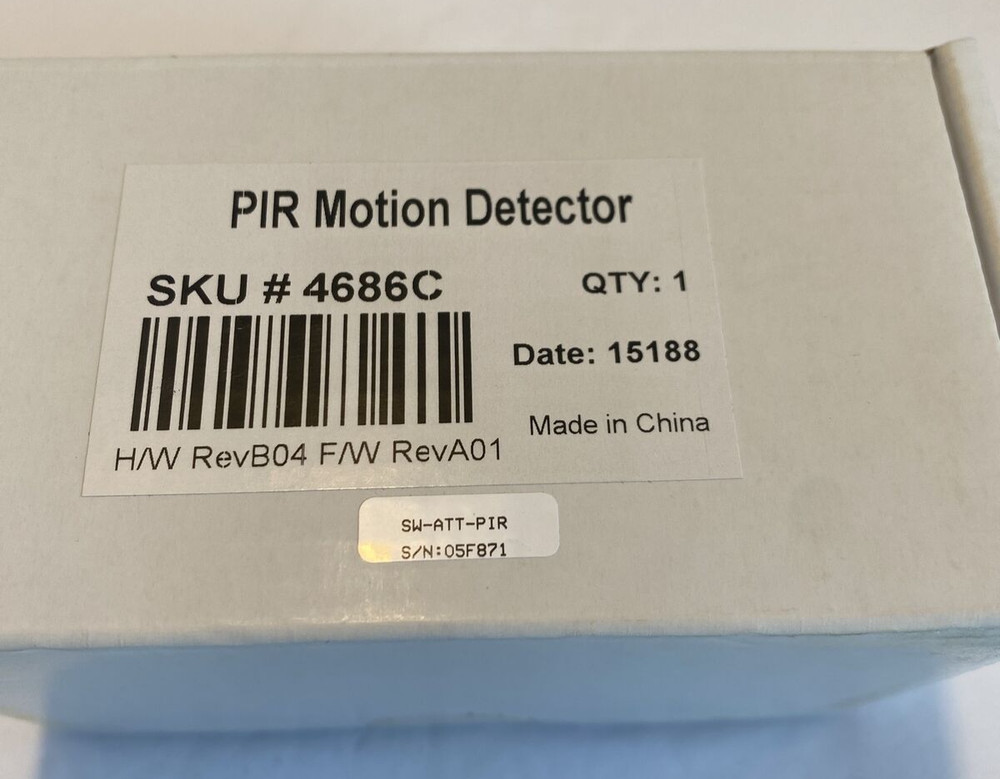 PIR Motion Detector
SKU # 4686C
QTY: 1
Date: 15188
Made in China
H/W RevB04 F/W RevA01
SW-ATT-PIR
S/N:05F871